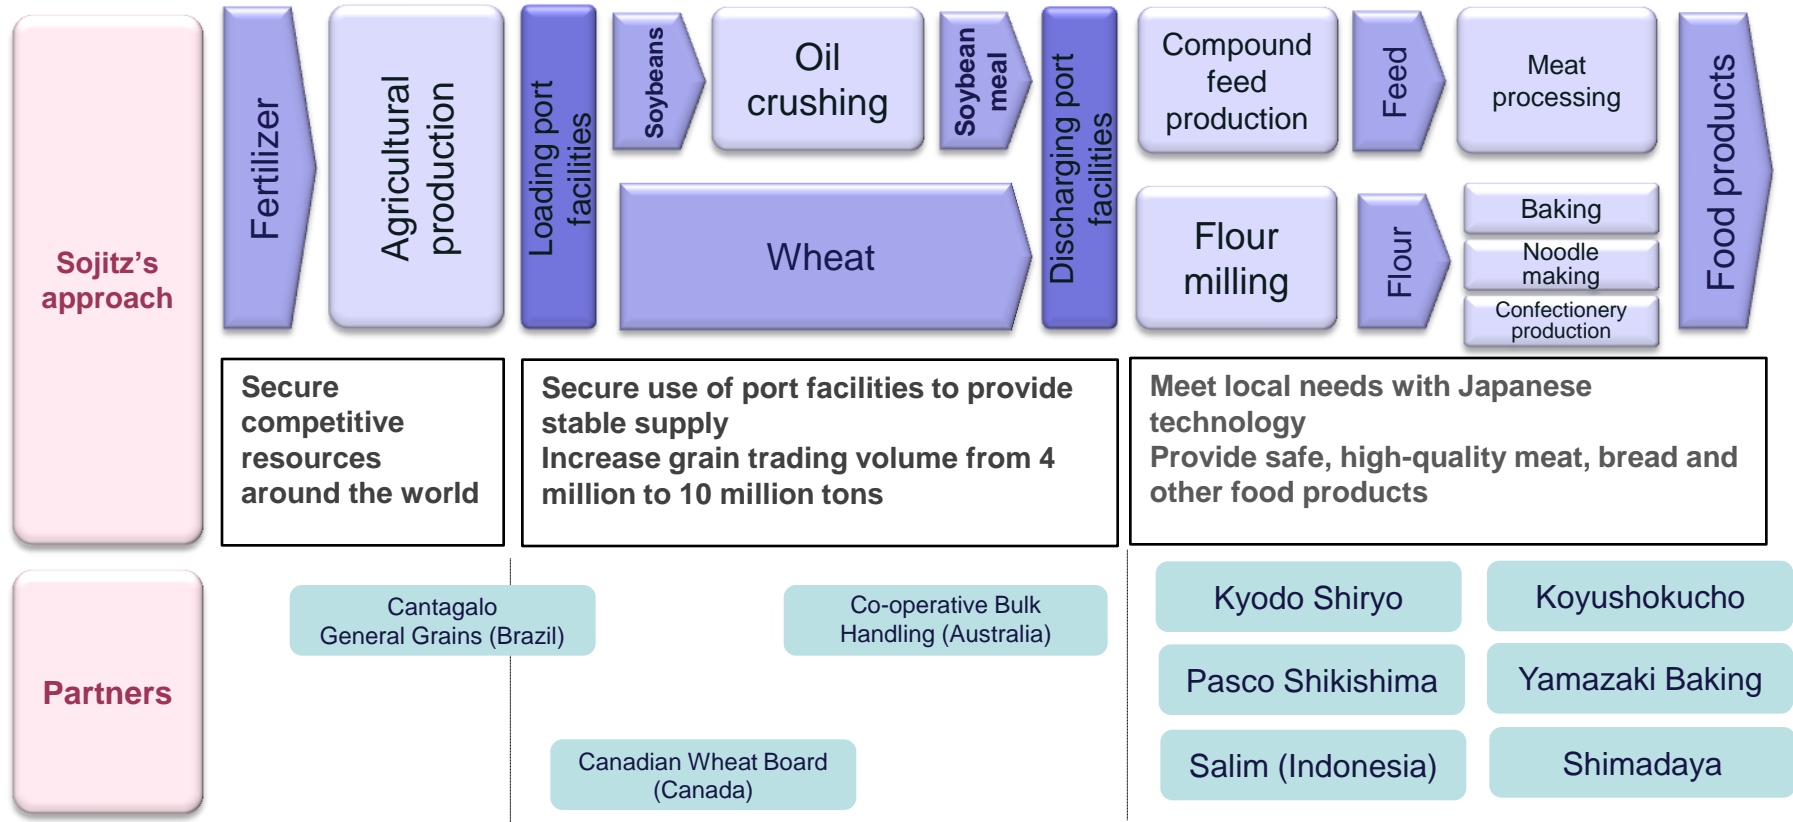 Sojitz's
approach
Fertilizer
Agricultural
production
Loading port
facilities
Soybeans
Oil
crushing
Soybean
meal
Wheat
Discharging port
facilities
Compound
feed
production
Feed
Meat
processing
Flour
milling
Flour
Baking
Noodle
making
Confectionery
production
Food products
Secure
competitive
resources
around the world
Secure use of port facilities to provide
stable supply
Increase grain trading volume from 4
million to 10 million tons
Meet local needs with Japanese
technology
Provide safe, high-quality meat, bread and
other food products
Partners
Cantagalo
General Grains (Brazil)
Co-operative Bulk
Handling (Australia)
Canadian Wheat Board
(Canada)
Kyodo Shiryo
Koyushokucho
Pasco Shikishima
Yamazaki Baking
Salim (Indonesia)
Shimadaya